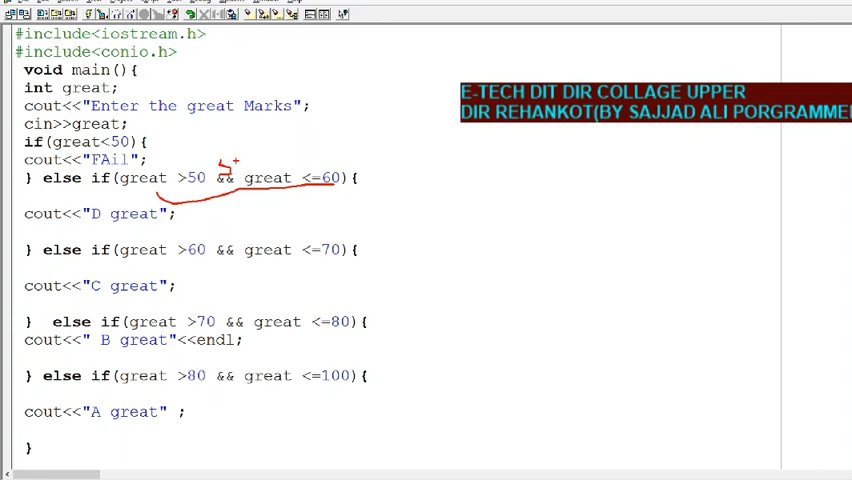 #include<iostream.h>
#include<conio.h>
void main(){
int great;
cout<<"Enter the great Marks";
cin>>great;
if(great<50){
cout<<"FAil";
} else if(great >50 && great <=60){
cout<<"D great";
} else if(great >60 && great <=70){
cout<<"C great";
} else if(great >70 && great <=80){
cout<<" B great"<<endl;
} else if(great >80 && great <=100){
cout<<"A great" ;
}
E-TECH DIT DIR COLLAGE UPPER
DIR REHANKOT(BY SAJJAD ALI PORGRAMMER